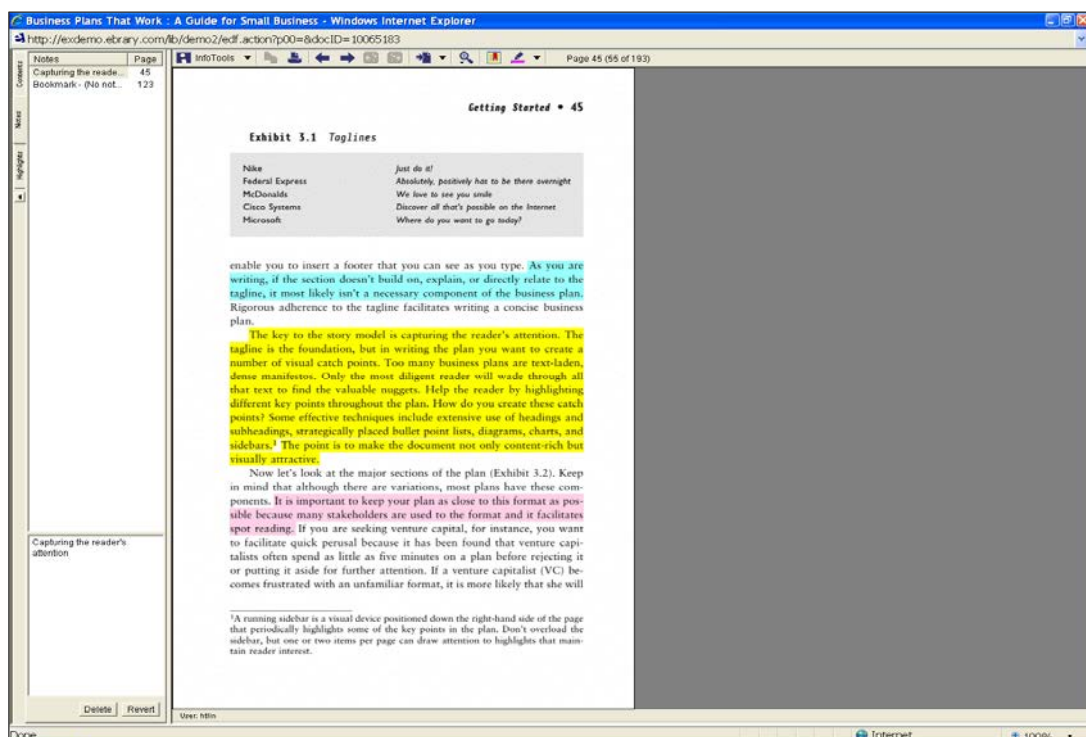 Business Plans That Work : A Guide for Small Business - Windows Internet Explorer
http://exdemo.ebrary.com/lib/demo2/edf.action?p00=&docID=10065183
Contents
Notes
Highlights
Notes Page
Capturing the reade... 45
Bookmark - (No not... 123
InfoTools
Page 45 (55 of 193)
Getting Started • 45
Exhibit 3.1 Taglines
Nike Just do it!
Federal Express Absolutely, positively has to be there overnight
McDonalds We love to see you smile
Cisco Systems Discover all that's possible on the Internet
Microsoft Where do you want to go today?
enable you to insert a footer that you can see as you type. As you are
writing, if the section doesn't build on, explain, or directly relate to the
tagline, it most likely isn't a necessary component of the business plan.
Rigorous adherence to the tagline facilitates writing a concise business
plan.
The key to the story model is capturing the reader's attention. The
tagline is the foundation, but in writing the plan you want to create a
number of visual catch points. Too many business plans are text-laden,
dense manifestos. Only the most diligent reader will wade through all
that text to find the valuable nuggets. Help the reader by highlighting
different key points throughout the plan. How do you create these catch
points? Some effective techniques include extensive use of headings and
subheadings, strategically placed bullet point lists, diagrams, charts, and
sidebars.¹ The point is to make the document not only content-rich but
visually attractive.
Now let's look at the major sections of the plan (Exhibit 3.2). Keep
in mind that although there are variations, most plans have these com-
ponents. It is important to keep your plan as close to this format as pos-
sible because many stakeholders are used to the format and it facilitates
spot reading. If you are seeking venture capital, for instance, you want
to facilitate quick perusal because it has been found that venture capi-
talists often spend as little as five minutes on a plan before rejecting it
or putting it aside for further attention. If a venture capitalist (VC) be-
comes frustrated with an unfamiliar format, it is more likely that she will
¹A running sidebar is a visual device positioned down the right-hand side of the page
that periodically highlights some of the key points in the plan. Don't overload the
sidebar, but one or two items per page can draw attention to highlights that main-
tain reader interest.
Capturing the reader's
attention
Delete Revert
User:
Done Internet 100%